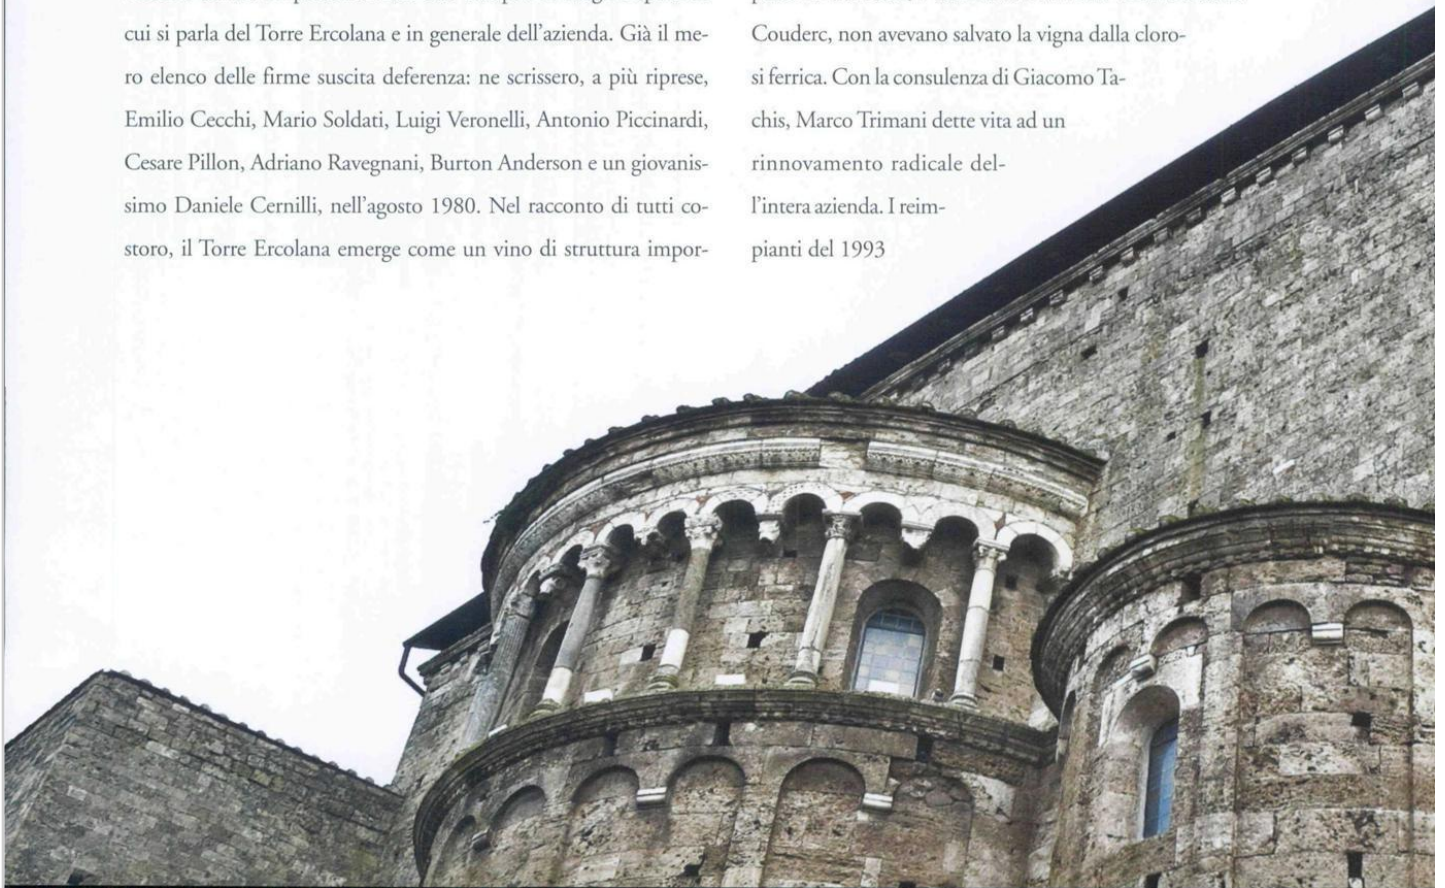 cui si parla del Torre Ercolana e in generale dell'azienda. Già il me-
ro elenco delle firme suscita deferenza: ne scrissero, a più riprese,
Emilio Cecchi, Mario Soldati, Luigi Veronelli, Antonio Piccinardi,
Cesare Pillon, Adriano Ravegnani, Burton Anderson e un giovanis-
simo Daniele Cernilli, nell'agosto 1980. Nel racconto di tutti co-
storo, il Torre Ercolana emerge come un vino di struttura impor-
Couderc, non avevano salvato la vigna dalla cloro-
si ferrica. Con la consulenza di Giacomo Ta-
chis, Marco Trimani dette vita ad un
rinnovamento radicale del-
l'intera azienda. I reim-
pianti del 1993